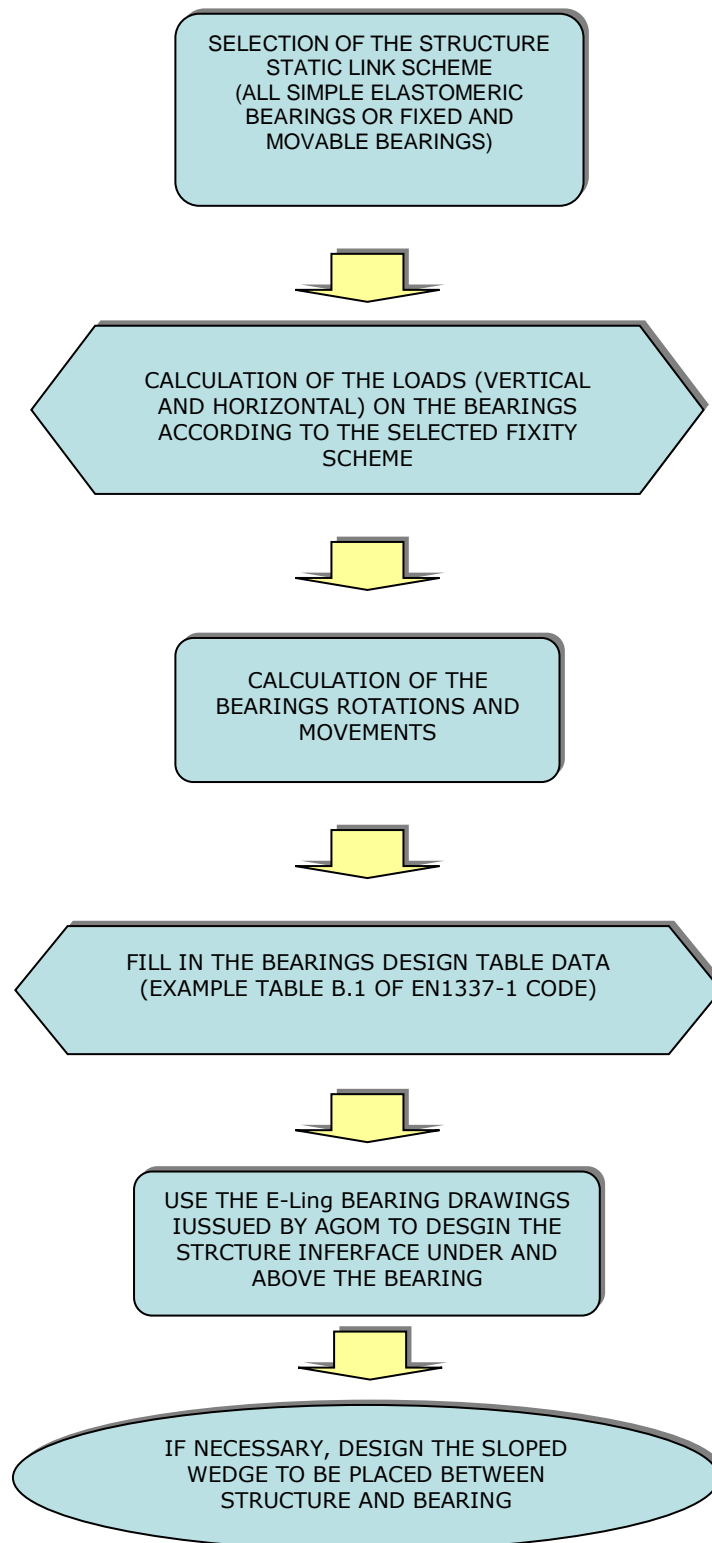 SELECTION OF THE STRUCTURE
STATIC LINK SCHEME
(ALL SIMPLE ELASTOMERIC
BEARINGS OR FIXED AND
MOVABLE BEARINGS)
CALCULATION OF THE LOADS (VERTICAL
AND HORIZONTAL) ON THE BEARINGS
ACCORDING TO THE SELECTED FIXITY
SCHEME
CALCULATION OF THE
BEARINGS ROTATIONS AND
MOVEMENTS
FILL IN THE BEARINGS DESIGN TABLE DATA
(EXAMPLE TABLE B.1 OF EN1337-1 CODE)
USE THE E-Ling BEARING DRAWINGS
IUSSUED BY AGOM TO DESGIN THE
STRCTURE INFERFACE UNDER AND
ABOVE THE BEARING
IF NECESSARY, DESIGN THE SLOPED
WEDGE TO BE PLACED BETWEEN
STRUCTURE AND BEARING